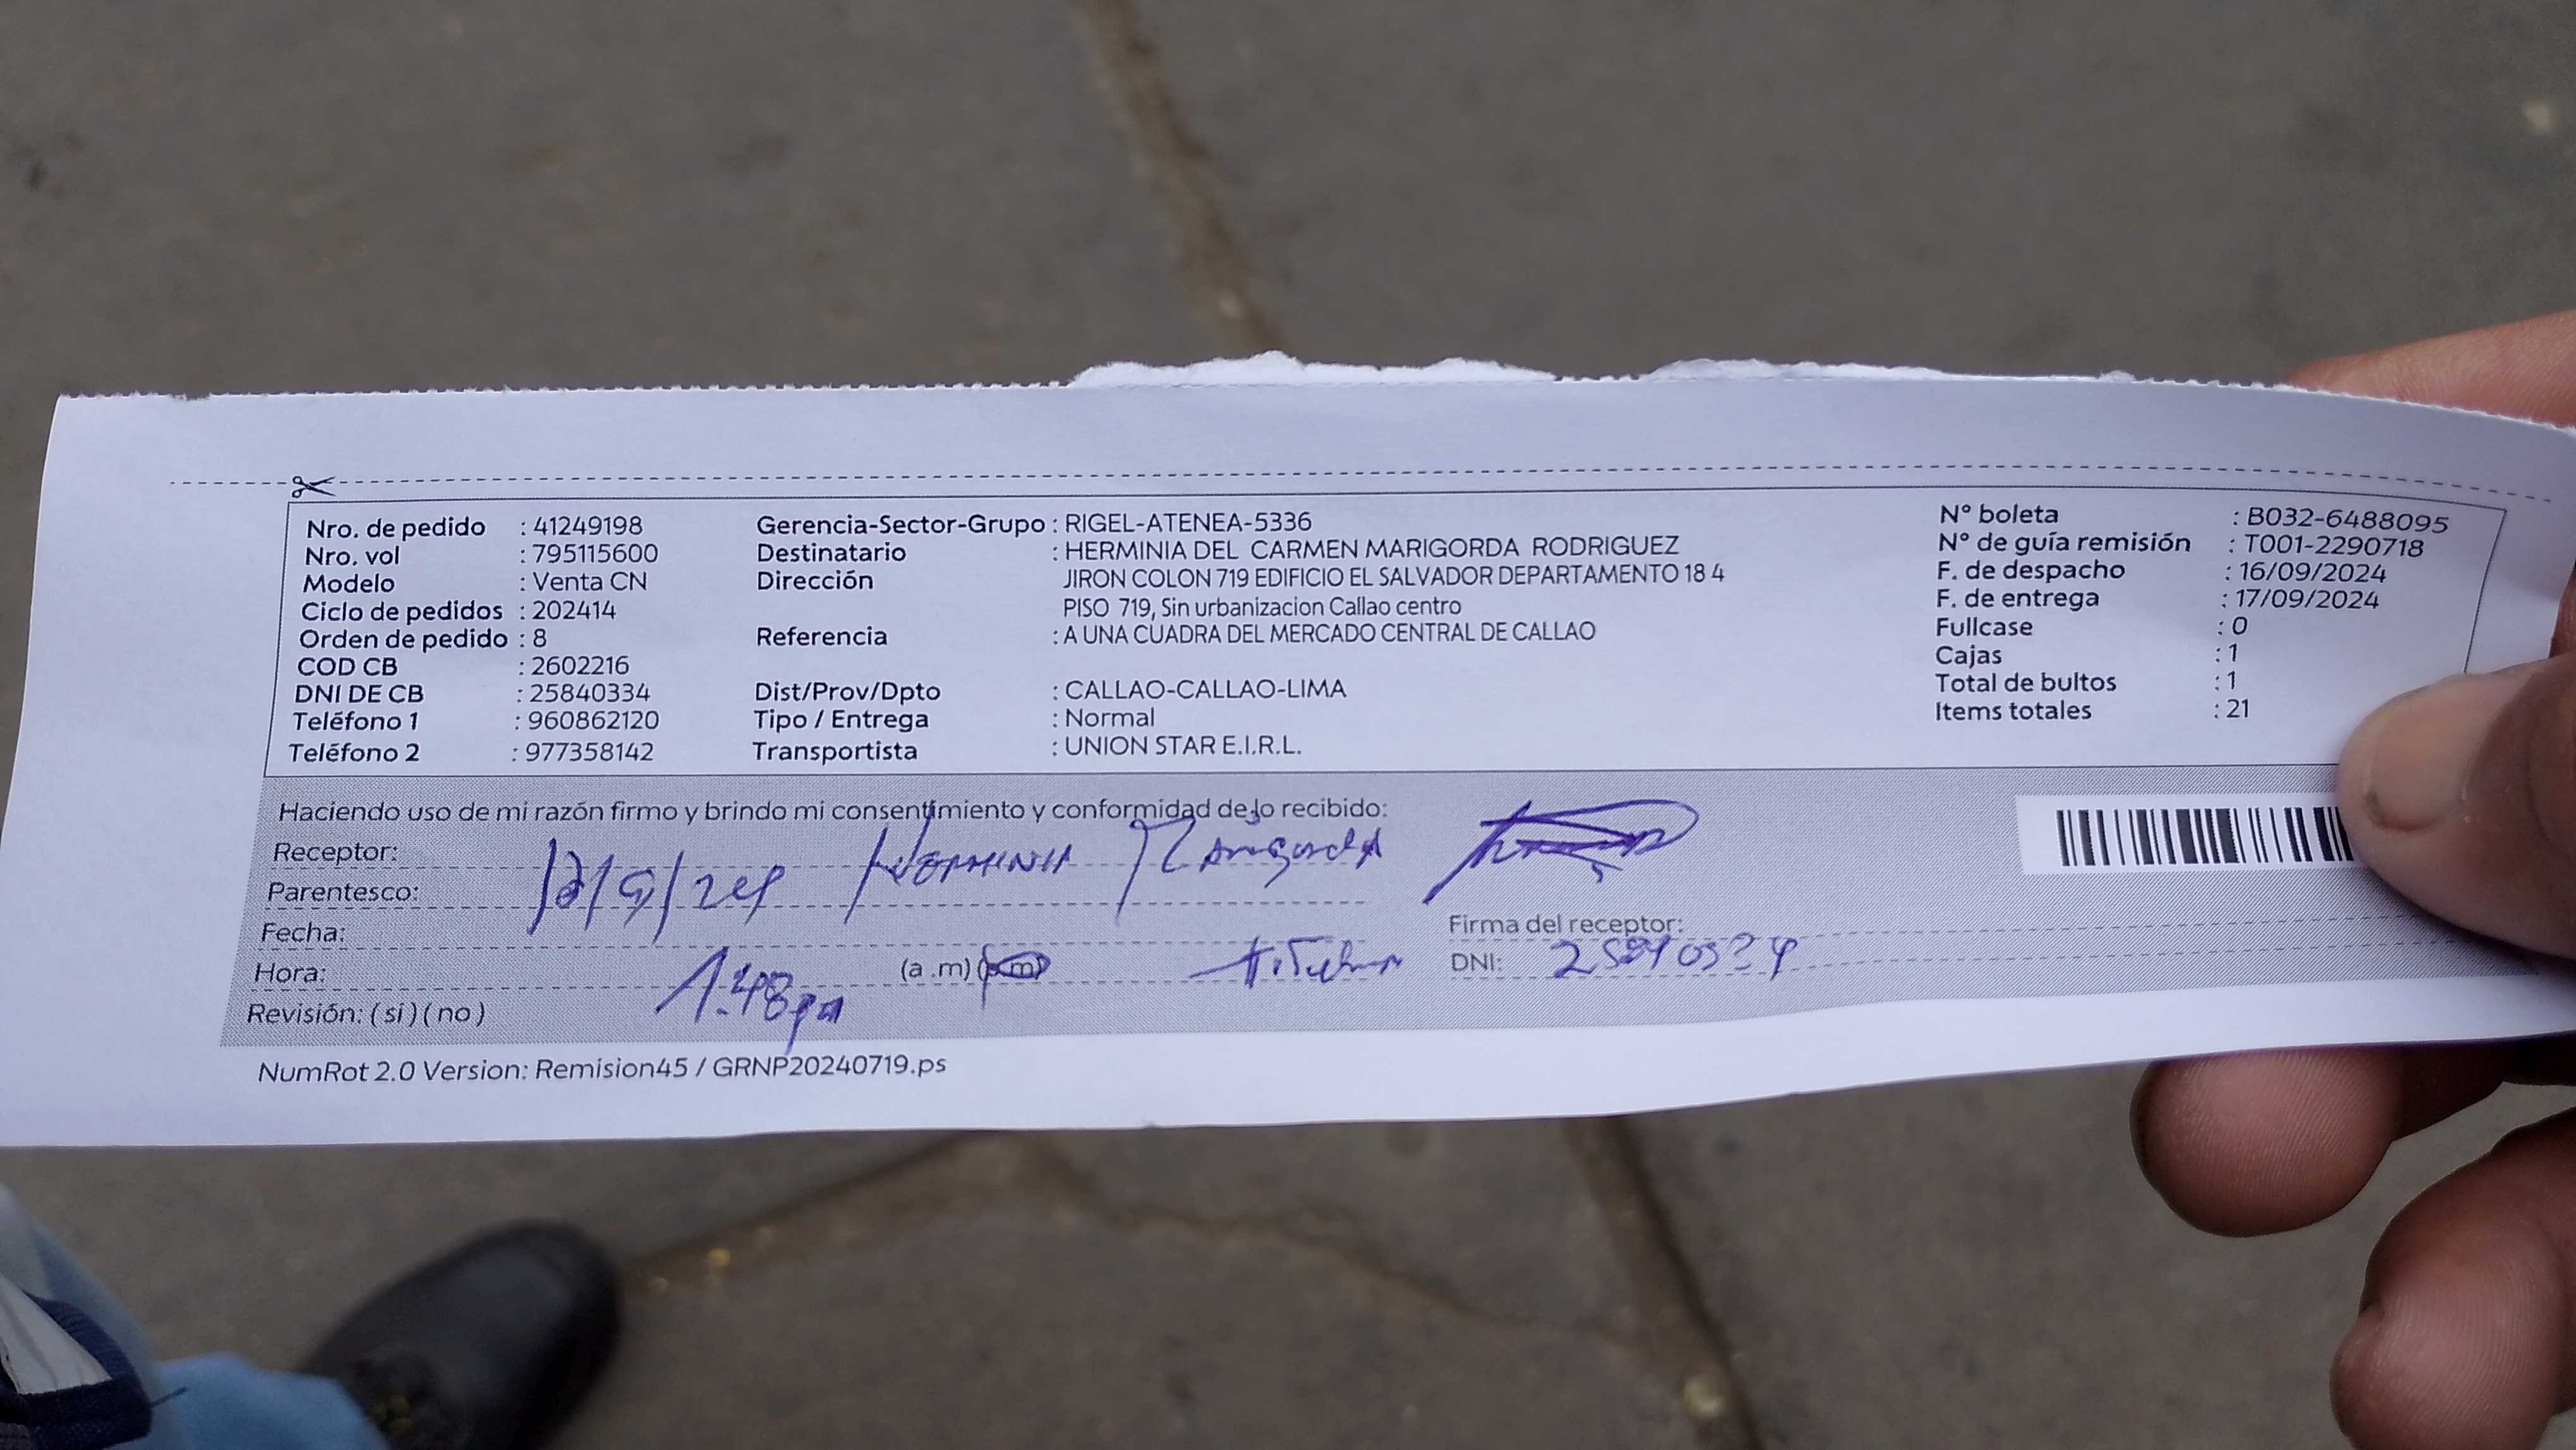 Nro. de pedido : 41249198
Nro. vol : 795115600
Modelo : Venta CN
Ciclo de pedidos : 202414
Orden de pedido : 8
COD CB : 2602216
DNI DE CB : 25840334
Teléfono 1 : 960862120
Teléfono 2 : 977358142
Gerencia-Sector-Grupo : RIGEL-ATENEA-5336
Destinatario : HERMINIA DEL CARMEN MARIGORDA RODRIGUEZ
Dirección JIRON COLON 719 EDIFICIO EL SALVADOR DEPARTAMENTO 18 4
PISO 719, Sin urbanizacion Callao centro
Referencia : A UNA CUADRA DEL MERCADO CENTRAL DE CALLAO
Dist/Prov/Dpto : CALLAO-CALLAO-LIMA
Tipo / Entrega : Normal
Transportista : UNION STAR E.I.R.L.
N° boleta : B032-6488095
N° de guía remisión : T001-2290718
F. de despacho : 16/09/2024
F. de entrega : 17/09/2024
Fullcase : 0
Cajas : 1
Total de bultos : 1
Items totales : 21
Haciendo uso de mi razón firmo y brindo mi consentimiento y conformidad de lo recibido:
Receptor: Herminia Marigorda
Parentesco:
Fecha:
Hora: 1:48 pm (a .m) (p.m)
Revisión: ( si ) ( no )
Firma del receptor:
DNI:
NumRot 2.0 Version: Remision45 / GRNP20240719.ps